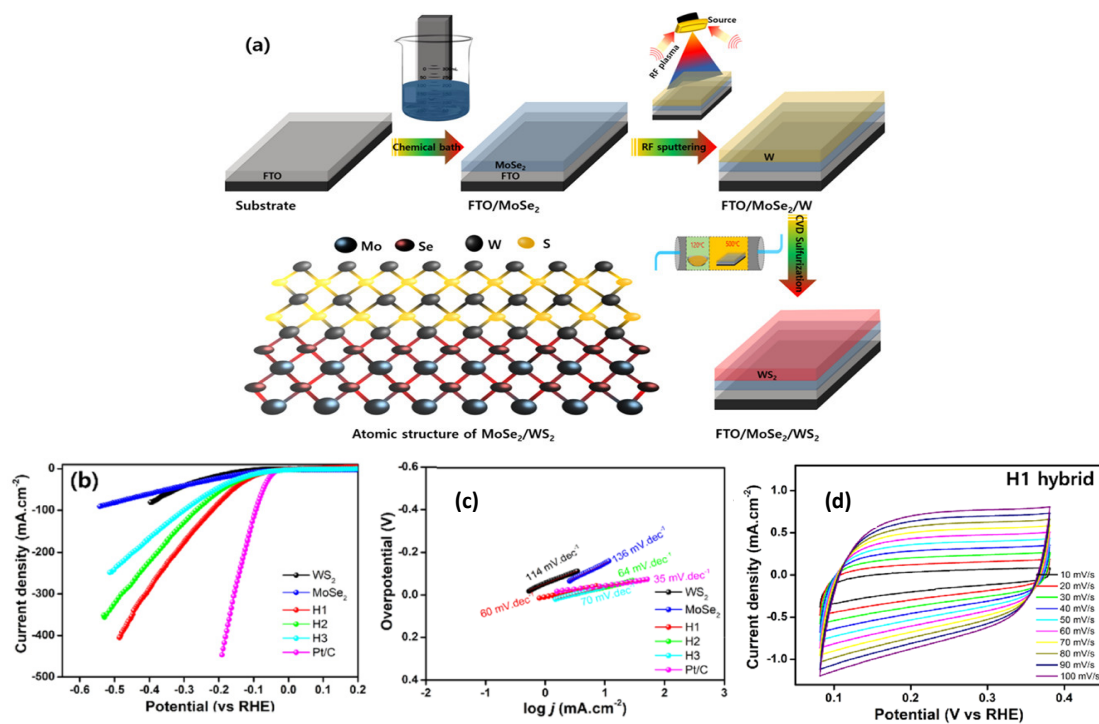 (a)
Source
RF plasma
Chemical bath
RF sputtering
FTO
MoSe₂
FTO
W
Substrate
FTO/MoSe₂
FTO/MoSe₂/W
Mo Se W S
120°C 500°C
CVD Sulfurization
WS₂
Atomic structure of MoSe₂/WS₂
FTO/MoSe₂/WS₂
(b)
Current density (mA.cm⁻²)
0
-100
-200
-300
-400
-500
-0.6 -0.5 -0.4 -0.3 -0.2 -0.1 0.0 0.1 0.2
Potential (vs RHE)
WS₂
MoSe₂
H1
H2
H3
Pt/C
(c)
Overpotential (V)
-0.6
-0.4
-0.2
0.0
0.2
0.4
-2 -1 0 1 2 3
log j (mA.cm⁻²)
114 mV.dec⁻¹
136 mV.dec⁻¹
64 mV.dec⁻¹
35 mV.dec⁻¹
60 mV.dec⁻¹
70 mV.dec⁻¹
WS₂
MoSe₂
H1
H2
H3
Pt/C
H1 hybrid
(d)
Current density (mA.cm⁻²)
1.0
0.5
0.0
-0.5
-1.0
0.1 0.2 0.3 0.4
Potential (V vs RHE)
10 mV/s
20 mV/s
30 mV/s
40 mV/s
50 mV/s
60 mV/s
70 mV/s
80 mV/s
90 mV/s
100 mV/s